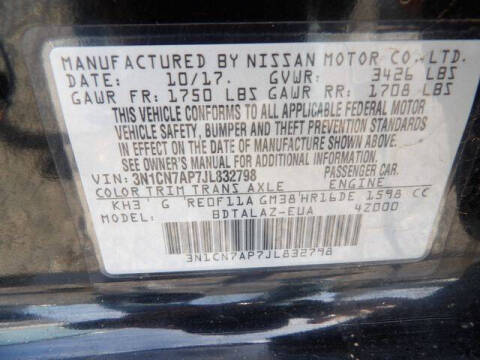 MANUFACTURED BY NISSAN MOTOR CO., LTD.
DATE: 10/17. GVWR: 3426 LBS
GAWR FR: 1750 LBS GAWR RR: 1708 LBS
THIS VEHICLE CONFORMS TO ALL APPLICABLE FEDERAL MOTOR
VEHICLE SAFETY, BUMPER AND THEFT PREVENTION STANDARDS
IN EFFECT ON THE DATE OF MANUFACTURE SHOWN ABOVE.
SEE OWNER'S MANUAL FOR ADDITIONAL INFORMATION.
VIN: 3N1CN7AP7JL832798 PASSENGER CAR.
COLOR TRIM TRANS AXLE ENGINE
KH3 G RE0F11A GM38 HR16DE 1598 CC
MODEL: BDTALAZ-EUA 4Z000
3N1CN7AP7JL832798